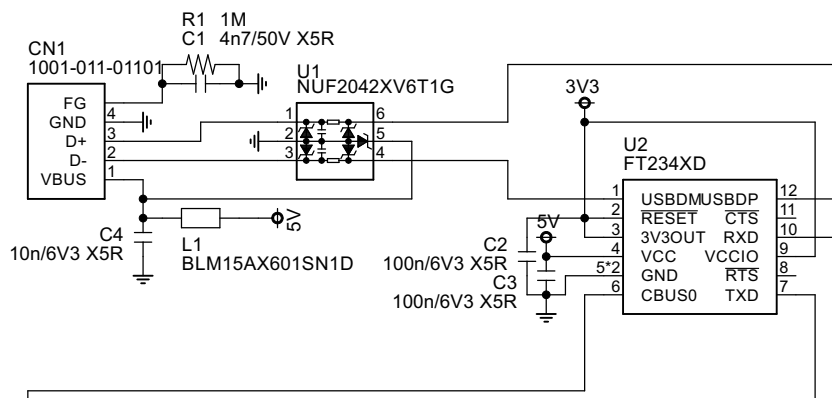 R1 1M
C1 4n7/50V X5R
CN1
1001-011-01101
FG
GND 4
D+ 3
D- 2
VBUS 1
U1
NUF2042XV6T1G
1 6
2 5
3 4
C4
10n/6V3 X5R
L1
BLM15AX601SN1D
5V
3V3
5V
C2
100n/6V3 X5R
C3
100n/6V3 X5R
U2
FT234XD
1 USBDM USBDP 12
2 RESET CTS 11
3 3V3OUT RXD 10
4 VCC VCCIO 9
5*2 GND RTS 8
6 CBUS0 TXD 7